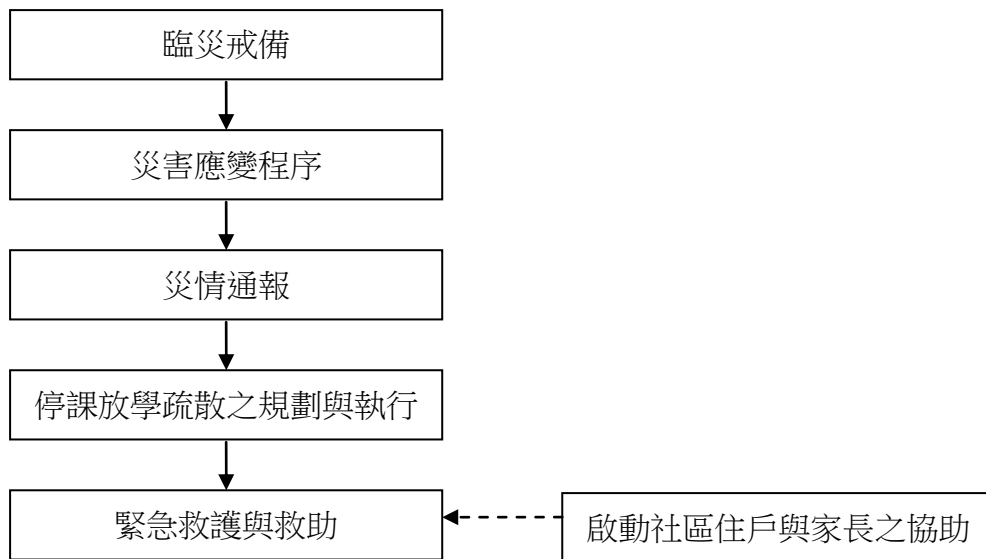 臨災戒備
災害應變程序
災情通報
停課放學疏散之規劃與執行
緊急救護與救助
啟動社區住戶與家長之協助